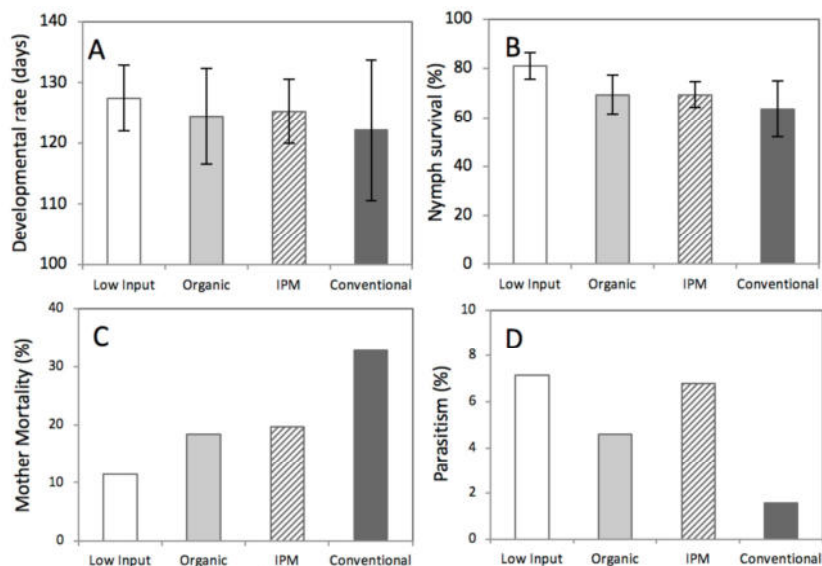 A
Developmental rate (days)
140
130
120
110
100
Low Input Organic IPM Conventional
B
Nymph survival (%)
100
80
60
40
20
0
Low Input Organic IPM Conventional
C
Mother Mortality (%)
40
30
20
10
0
Low Input Organic IPM Conventional
D
Parasitism (%)
10
8
6
4
2
0
Low Input Organic IPM Conventional